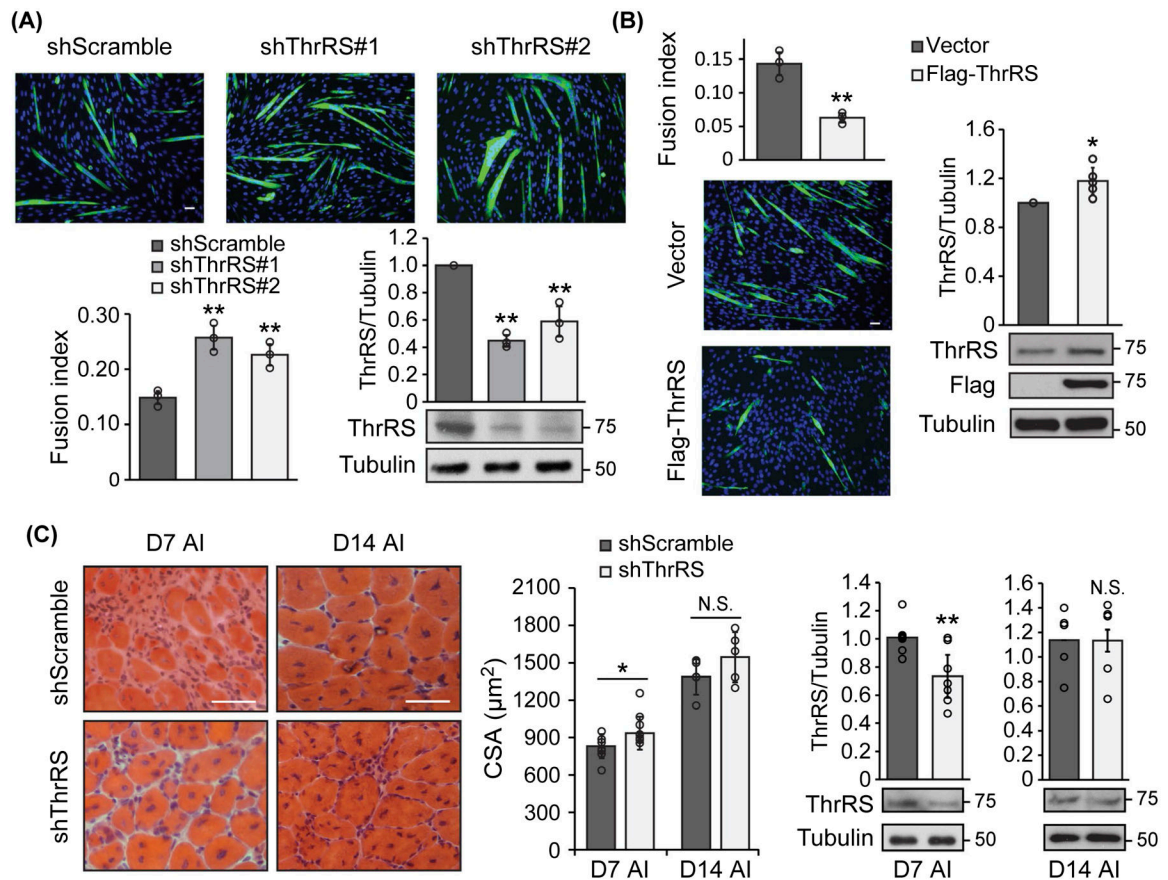 (A)
shScramble shThrRS#1 shThrRS#2
shScramble
shThrRS#1
shThrRS#2
Fusion index
0.30
0.20
0.10
0
** **
ThrRS/Tubulin
1.2
1.0
0.8
0.6
0.4
0.2
0
** **
ThrRS 75
Tubulin 50
(B)
Fusion index
0.15
0.10
0.05
0
**
Vector
Flag-ThrRS
Vector
Flag-ThrRS
ThrRS/Tubulin
1.6
1.2
0.8
0.4
0
*
ThrRS 75
Flag 75
Tubulin 50
(C)
D7 AI D14 AI
shScramble
shThrRS
shScramble
shThrRS
CSA (µm²)
2100
1800
1500
1200
900
600
300
0
* N.S.
D7 AI D14 AI
ThrRS/Tubulin
1.4
1.2
1.0
0.8
0.6
0.4
0.2
0
**
ThrRS 75
Tubulin 50
D7 AI
1.6
1.4
1.2
1.2
1.0
0.8
0.6
0.4
0.2
0
N.S.
75
50
D14 AI